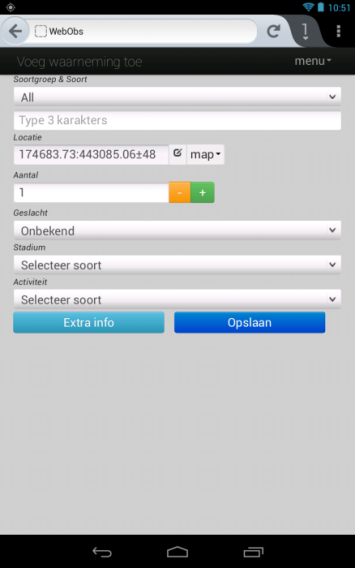 10:51
WebObs
1
Voeg waarneming toe
menu
Soortgroep & Soort
All
Type 3 karakters
Locatie
174683.73:443085.06±48
map
Aantal
1
- +
Geslacht
Onbekend
Stadium
Selecteer soort
Activiteit
Selecteer soort
Extra info
Opslaan